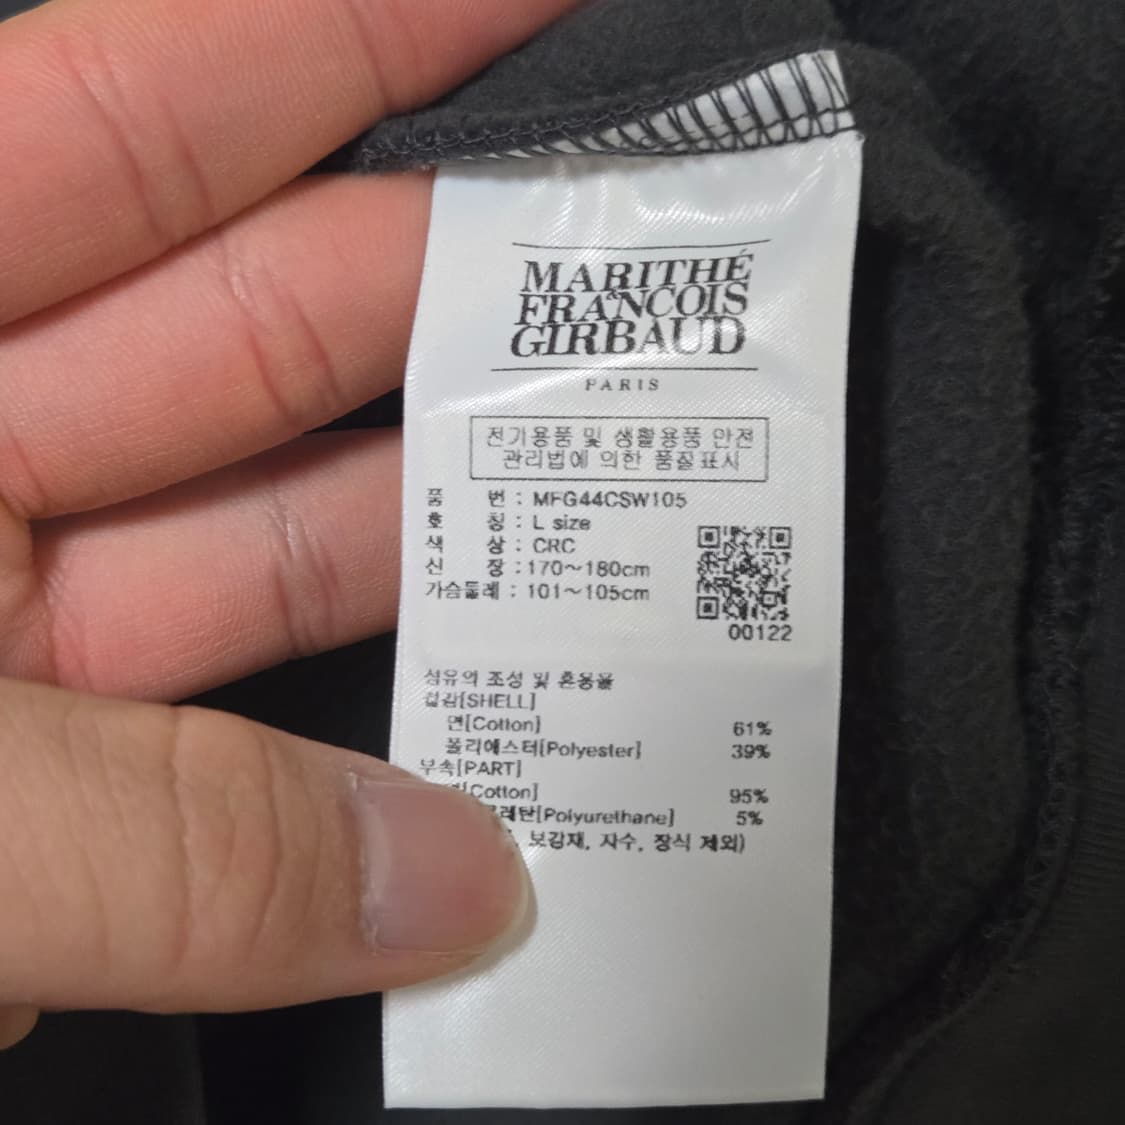 MARITHÉ
&
FRANCOIS
GIRBAUD
PARIS
전기용품 및 생활용품 안전
관리법에 의한 품질표시
품 번 : MFG44CSW105
호 칭 : L size
색 상 : CRC
신 장 : 170~180cm
가슴둘레 : 101~105cm
00122
섬유의 조성 및 혼용율
겉감[SHELL]
면[Cotton] 61%
폴리에스터[Polyester] 39%
부속[PART]
[Cotton] 95%
레탄[Polyurethane] 5%
보강재, 자수, 장식 제외)